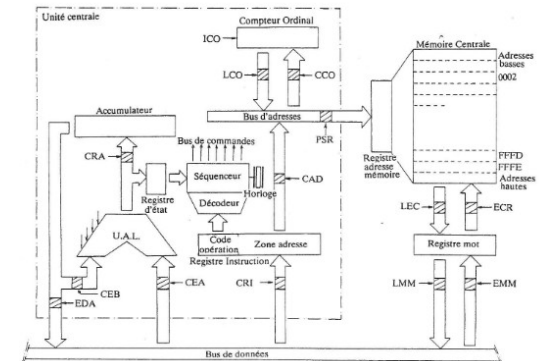 Unité centrale
Compteur Ordinal
ICO
Mémoire Centrale
Adresses
basses
0002
LCO
CCO
Accumulateur
Bus d'adresses
Bus de commandes
PSR
CRA
Séquenceur
Horloge
Registre
d'état
Décodeur
CAD
Registre
adresse
mémoire
FFFD
FFFE
Adresses
hautes
U.A.L.
Code
opération
Zone adresse
Registre Instruction
LEC
ECR
Registre mot
CEB
EDA
CEA
CRI
LMM
EMM
Bus de données